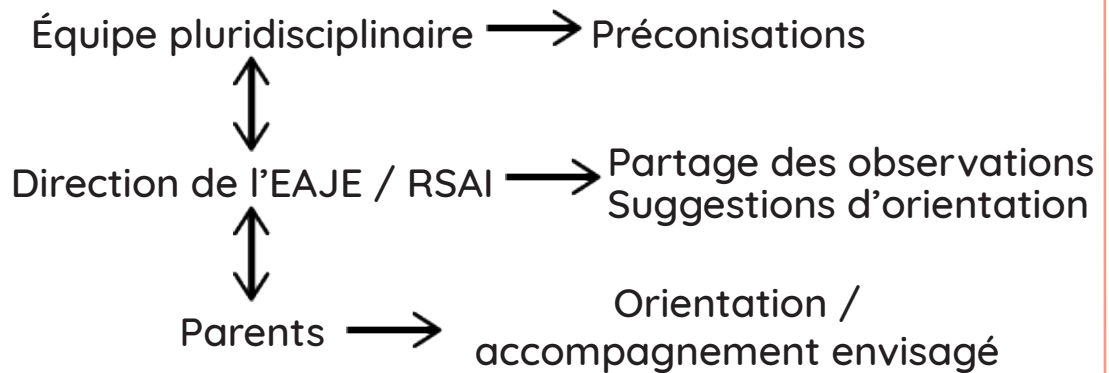 Équipe pluridisciplinaire Préconisations
Direction de l'EAJE / RSAI Partage des observations
Suggestions d'orientation
Parents Orientation /
accompagnement envisagé